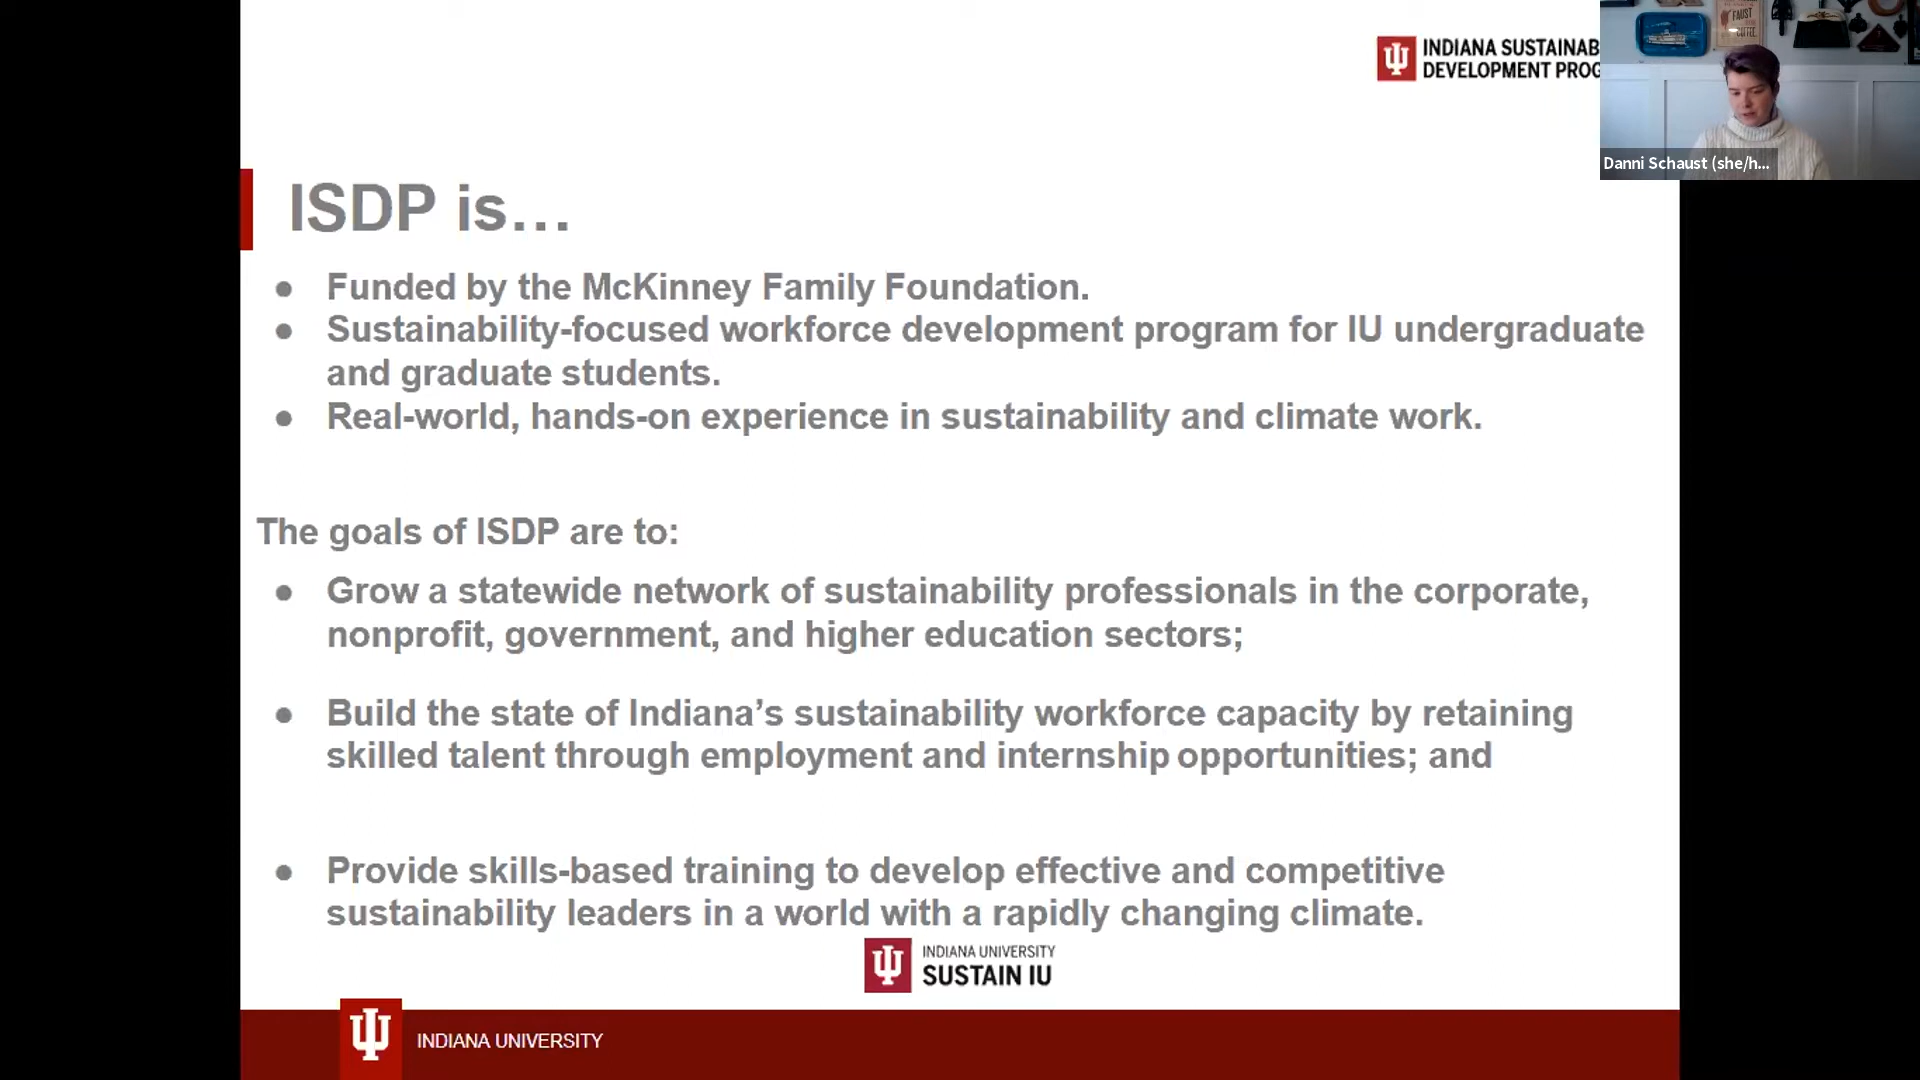 INDIANA SUSTAINAB
DEVELOPMENT PROG
FAUST
COFFEE
Danni Schaust (she/h...
ISDP is…
● Funded by the McKinney Family Foundation.
● Sustainability-focused workforce development program for IU undergraduate
and graduate students.
● Real-world, hands-on experience in sustainability and climate work.
The goals of ISDP are to:
● Grow a statewide network of sustainability professionals in the corporate,
nonprofit, government, and higher education sectors;
● Build the state of Indiana’s sustainability workforce capacity by retaining
skilled talent through employment and internship opportunities; and
● Provide skills-based training to develop effective and competitive
sustainability leaders in a world with a rapidly changing climate.
INDIANA UNIVERSITY
SUSTAIN IU
INDIANA UNIVERSITY